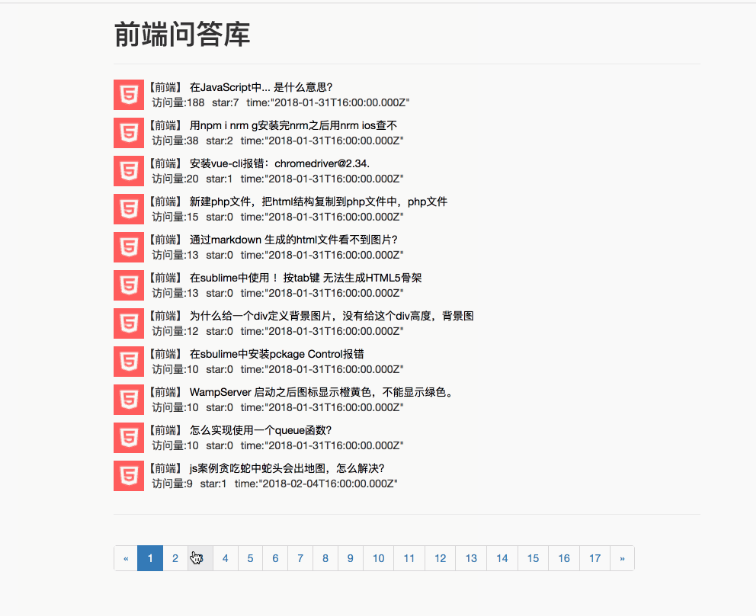 前端问答库
【前端】 在JavaScript中... 是什么意思?
访问量:188 star:7 time:"2018-01-31T16:00:00.000Z"
【前端】 用npm i nrm g安装完nrm之后用nrm ios查不
访问量:38 star:2 time:"2018-01-31T16:00:00.000Z"
【前端】 安装vue-cli报错：chromedriver@2.34.
访问量:20 star:1 time:"2018-01-31T16:00:00.000Z"
【前端】 新建php文件，把html结构复制到php文件中，php文件
访问量:15 star:0 time:"2018-01-31T16:00:00.000Z"
【前端】 通过markdown 生成的html文件看不到图片?
访问量:13 star:0 time:"2018-01-31T16:00:00.000Z"
【前端】 在sublime中使用！按tab键 无法生成HTML5骨架
访问量:13 star:0 time:"2018-01-31T16:00:00.000Z"
【前端】 为什么给一个div定义背景图片，没有给这个div高度，背景图
访问量:12 star:0 time:"2018-01-31T16:00:00.000Z"
【前端】 在sbulime中安装pckage Control报错
访问量:10 star:0 time:"2018-01-31T16:00:00.000Z"
【前端】 WampServer 启动之后图标显示橙黄色，不能显示绿色。
访问量:10 star:0 time:"2018-01-31T16:00:00.000Z"
【前端】 怎么实现使用一个queue函数?
访问量:10 star:0 time:"2018-01-31T16:00:00.000Z"
【前端】 js案例贪吃蛇中蛇头会出地图，怎么解决?
访问量:9 star:1 time:"2018-02-04T16:00:00.000Z"
« 1 2 3 4 5 6 7 8 9 10 11 12 13 14 15 16 17 »